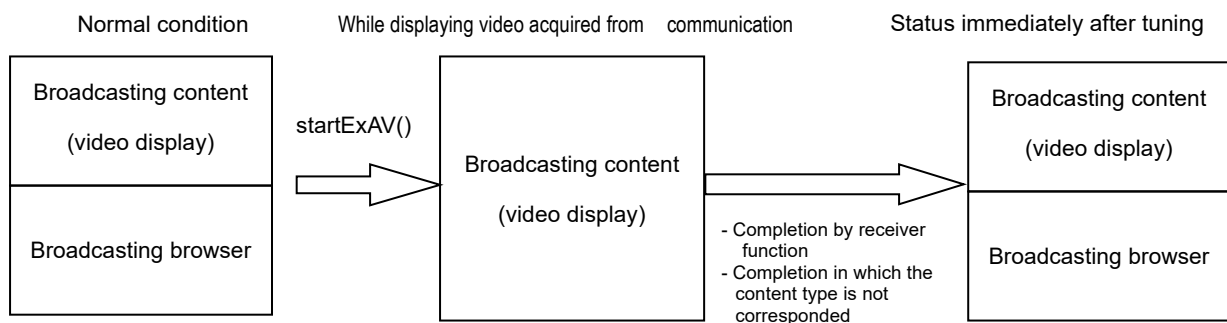 Normal condition
While displaying video acquired from communication
Status immediately after tuning
Broadcasting content
(video display)
Broadcasting browser
startExAV()
Broadcasting content
(video display)
- Completion by receiver
function
- Completion in which the
content type is not
corresponded
Broadcasting content
(video display)
Broadcasting browser